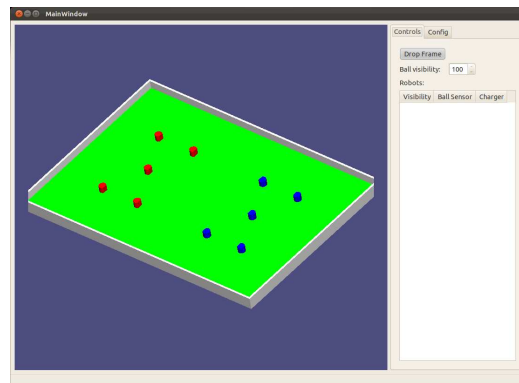 MainWindow
Controls Config
Drop Frame
Ball visibility: 100
Robots:
Visibility Ball Sensor Charger